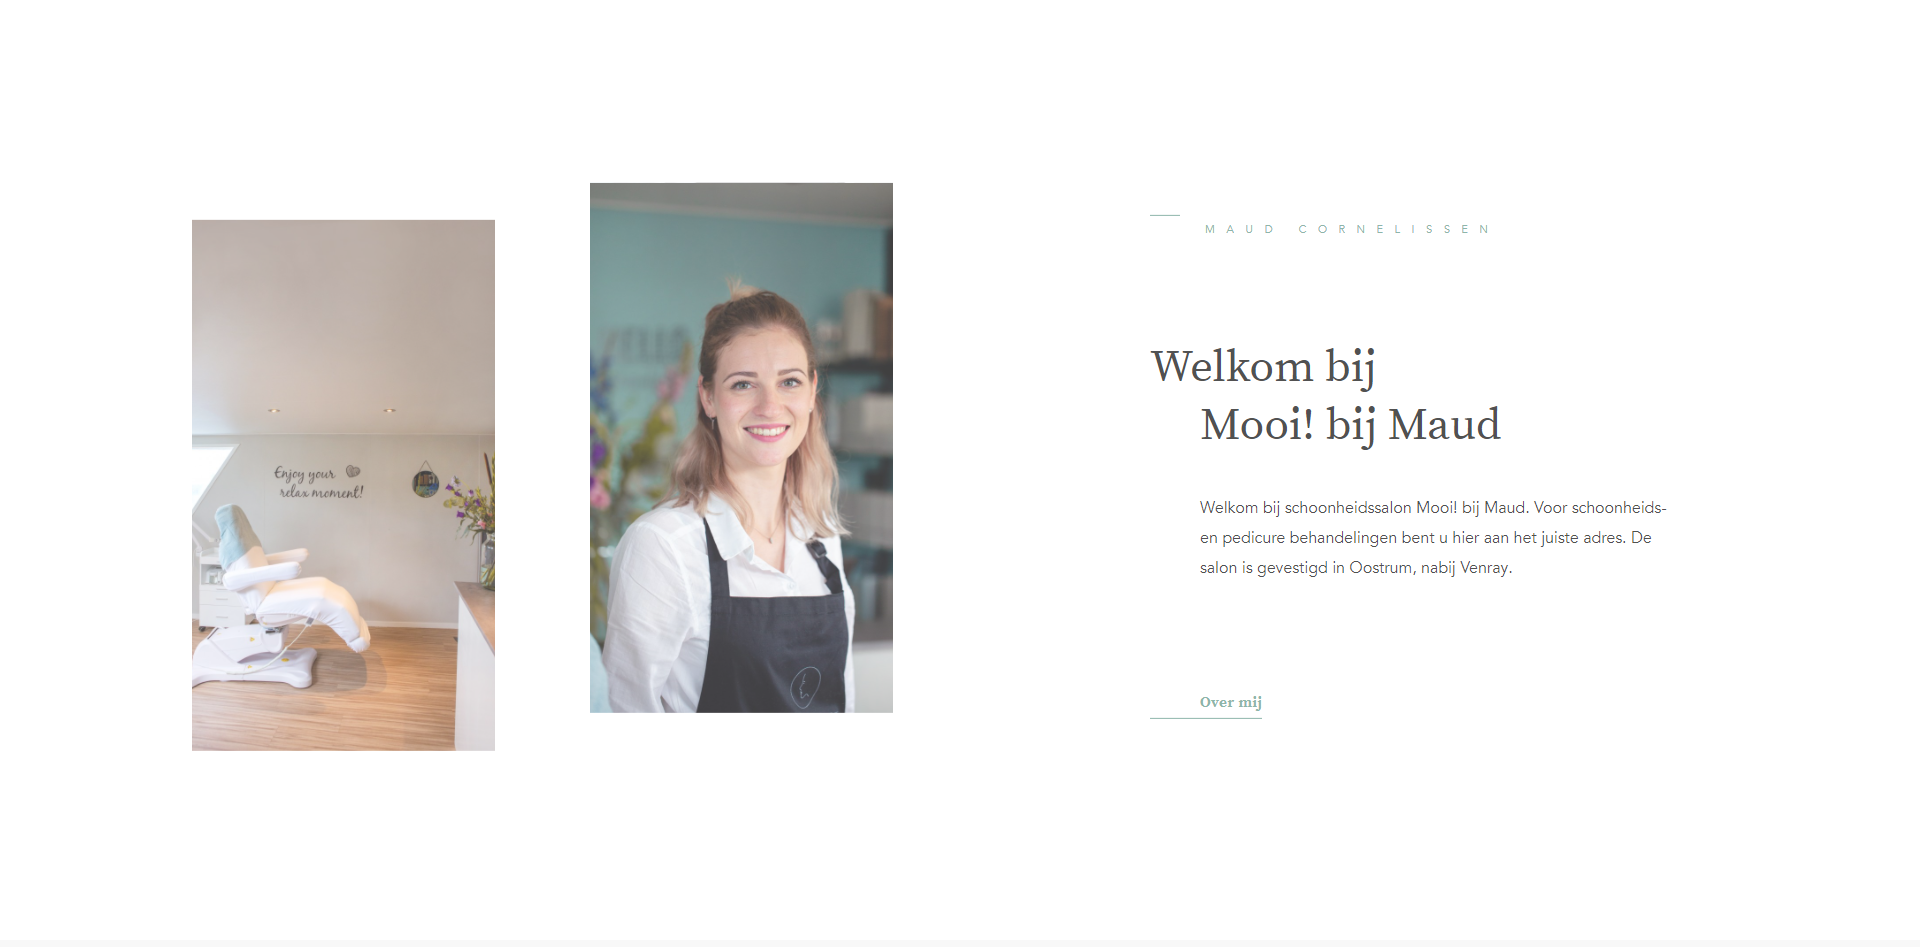 Enjoy your
relax moment!
MAUD CORNELISSEN
Welkom bij
Mooi! bij Maud
Welkom bij schoonheidssalon Mooi! bij Maud. Voor schoonheids-
en pedicure behandelingen bent u hier aan het juiste adres. De
salon is gevestigd in Oostrum, nabij Venray.
Over mij